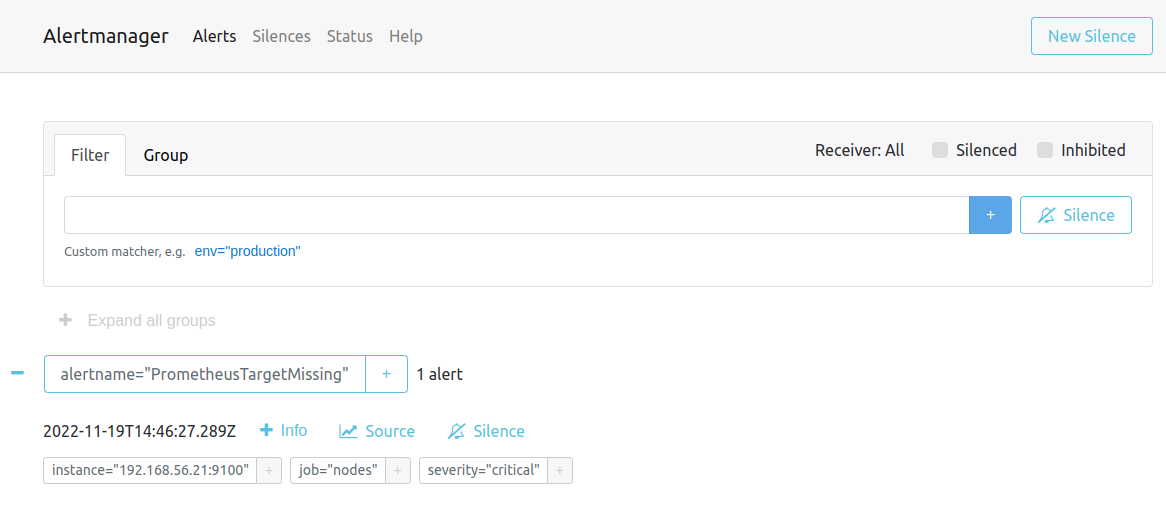 Alertmanager Alerts Silences Status Help New Silence
Filter Group Receiver: All Silenced Inhibited
+ Silence
Custom matcher, e.g. env="production"
+ Expand all groups
− alertname="PrometheusTargetMissing" + 1 alert
2022-11-19T14:46:27.289Z + Info Source Silence
instance="192.168.56.21:9100" + job="nodes" + severity="critical" +